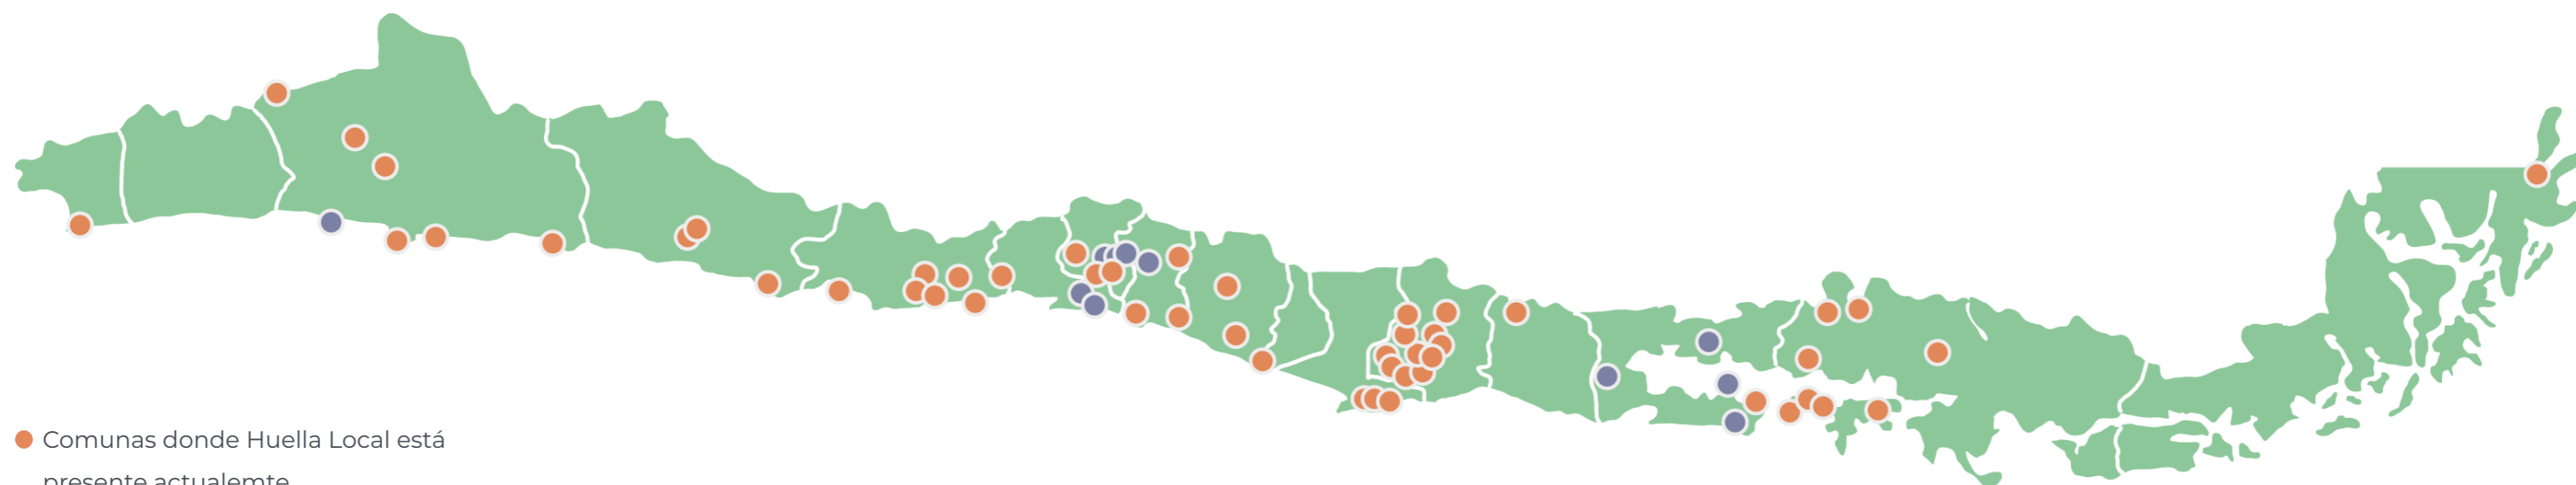 Comunas donde Huella Local está
presente actualemte